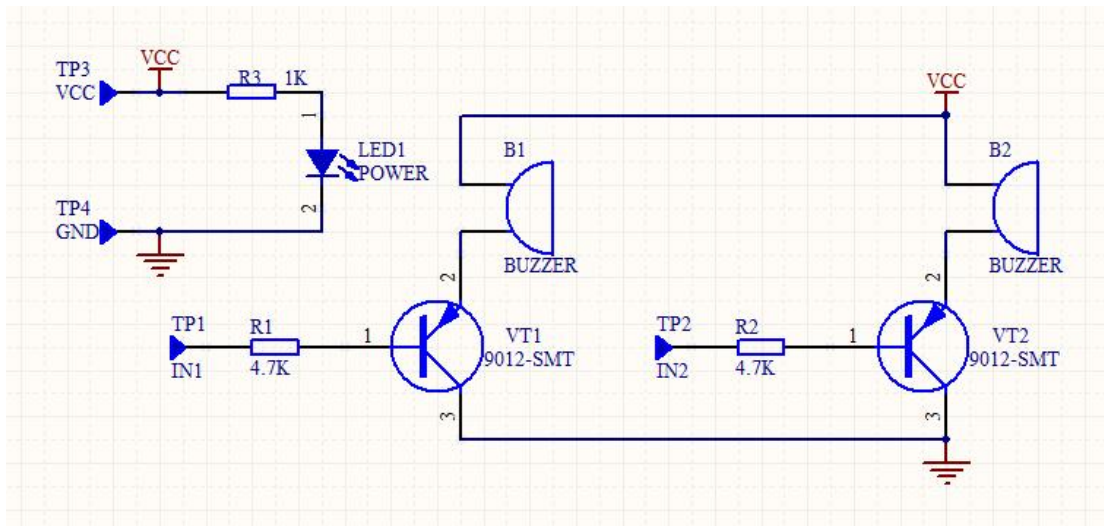 VCC
TP3
VCC
R3 1K
1
LED1
POWER
2
TP4
GND
VCC
B1
BUZZER
2
B2
BUZZER
2
TP1
IN1
R1
4.7K
1
VT1
9012-SMT
3
TP2
IN2
R2
4.7K
1
VT2
9012-SMT
3